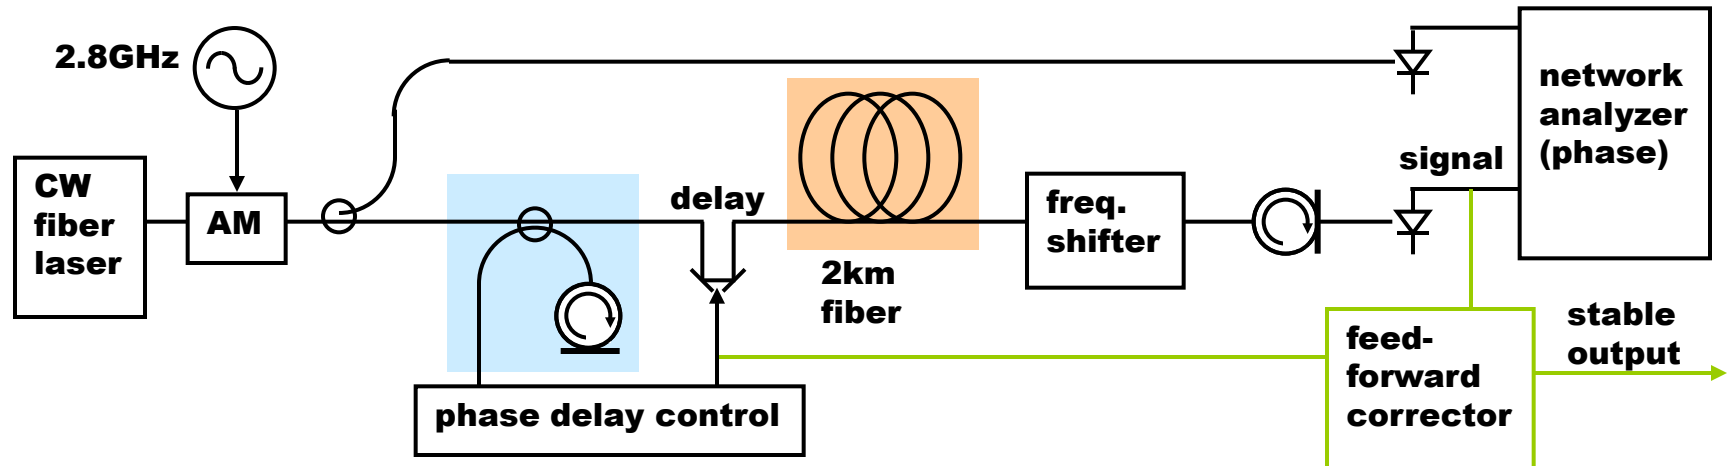 2.8GHz
CW
fiber
laser
AM
delay
2km
fiber
freq.
shifter
signal
network
analyzer
(phase)
phase delay control
feed-
forward
corrector
stable
output